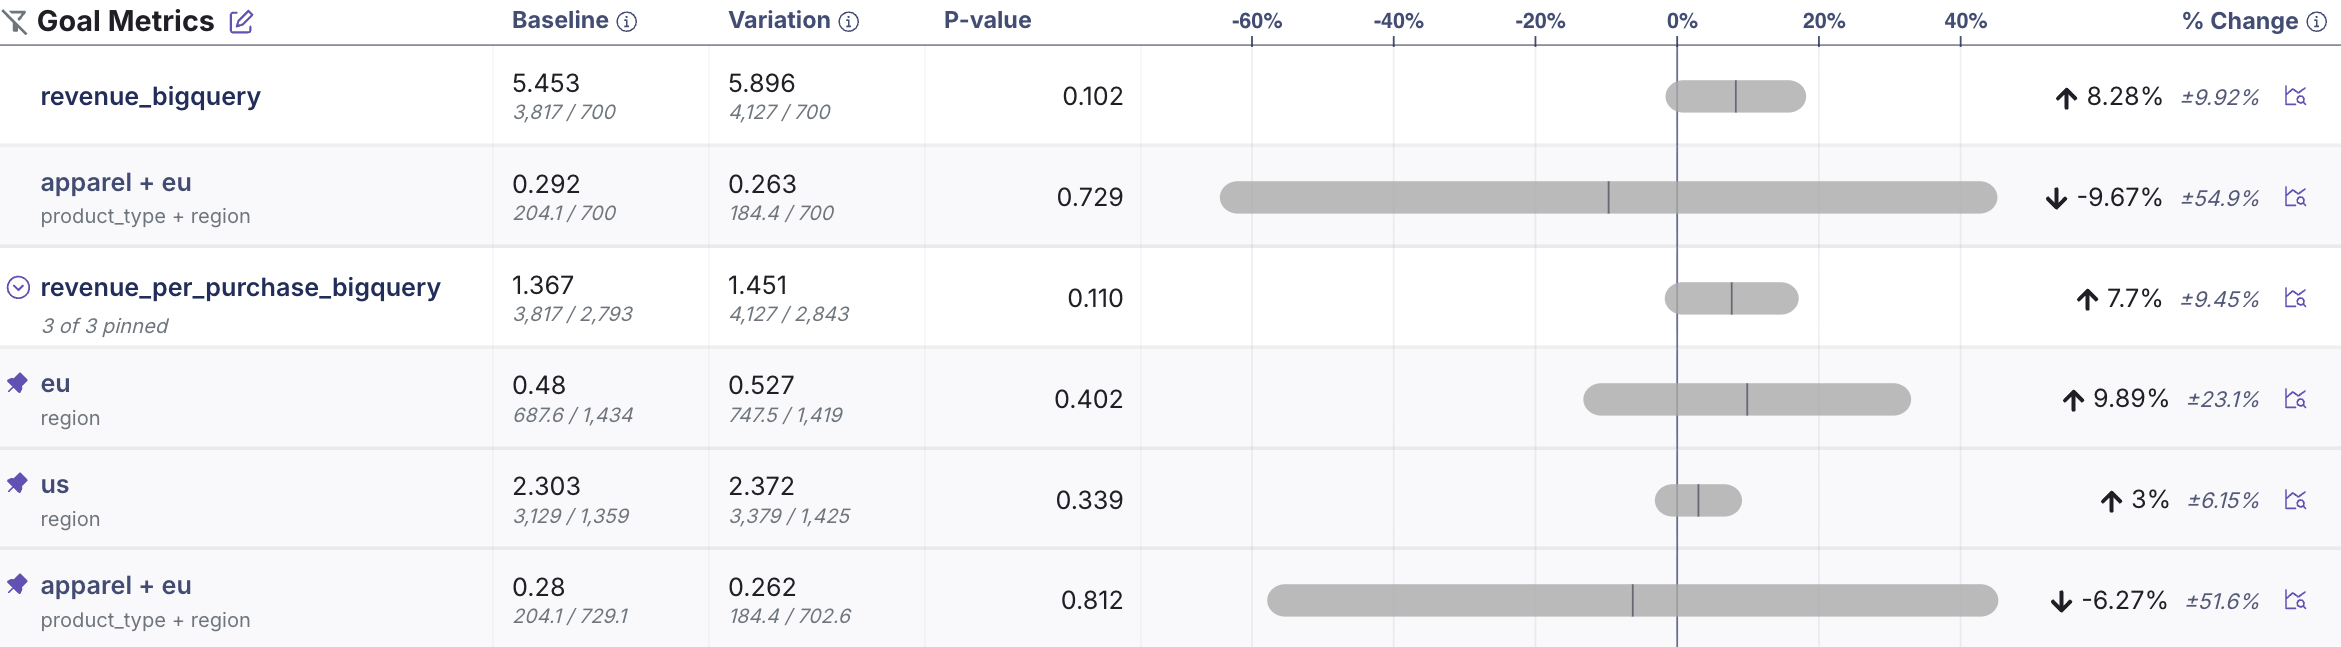 Goal Metrics Baseline Variation P-value -60% -40% -20% 0% 20% 40% % Change
revenue_bigquery 5.453 5.896 0.102 8.28% ±9.92%
3,817 / 700 4,127 / 700
apparel + eu 0.292 0.263 0.729 -9.67% ±54.9%
product_type + region 204.1 / 700 184.4 / 700
revenue_per_purchase_bigquery 1.367 1.451 0.110 7.7% ±9.45%
3 of 3 pinned 3,817 / 2,793 4,127 / 2,843
eu 0.48 0.527 0.402 9.89% ±23.1%
region 687.6 / 1,434 747.5 / 1,419
us 2.303 2.372 0.339 3% ±6.15%
region 3,129 / 1,359 3,379 / 1,425
apparel + eu 0.28 0.262 0.812 -6.27% ±51.6%
product_type + region 204.1 / 729.1 184.4 / 702.6